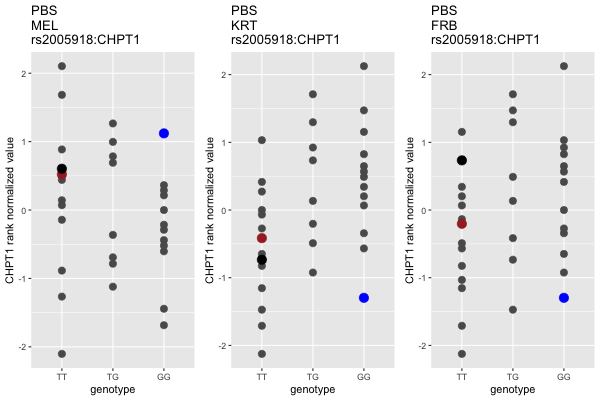 PBS
MEL
rs2005918:CHPT1
CHPT1 rank normalized value
2
1
0
-1
-2
TT
TG
GG
genotype
PBS
KRT
rs2005918:CHPT1
CHPT1 rank normalized value
2
1
0
-1
-2
TT
TG
GG
genotype
PBS
FRB
rs2005918:CHPT1
CHPT1 rank normalized value
2
1
0
-1
-2
TT
TG
GG
genotype